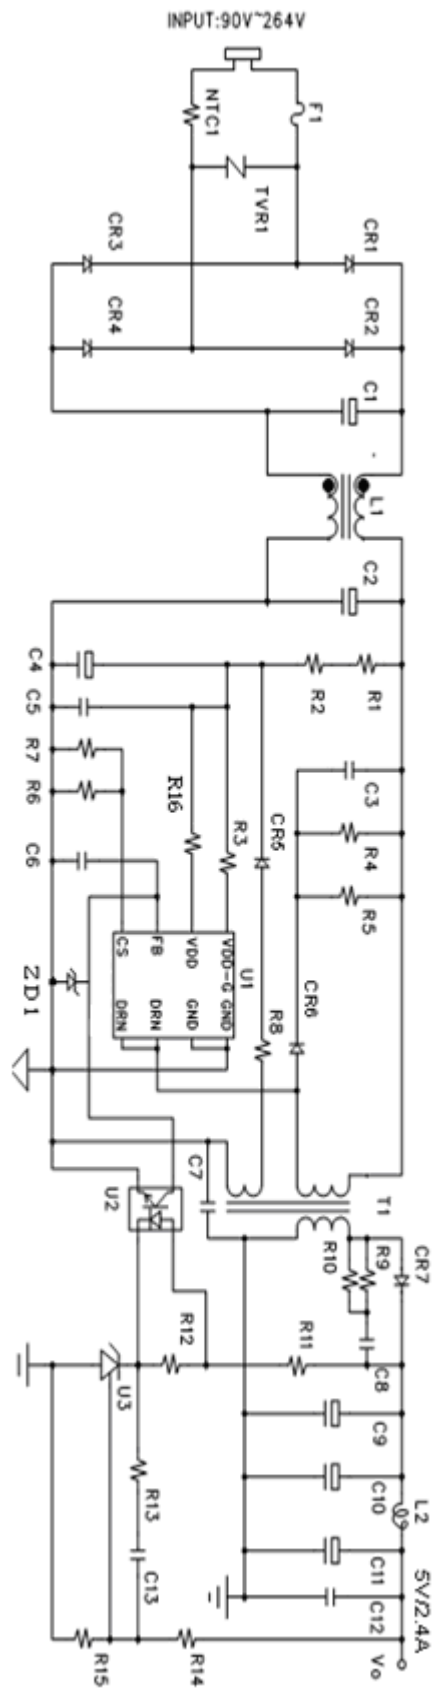 INPUT:90V~264V
F1
NTC1
TVR1
CR1
CR3
CR2
CR4
C1
L1
C2
C4
R1
R2
C5
R7
C3
R16
R6
R3
CR5
R4
C6
R5
U1
CS
FB
VDD
VDD-G
DRN
DRN
GND
GND
ZD1
R8
CR6
C7
T1
U2
CR7
R9
R10
R12
R11
C8
U3
C9
R13
C10
L2
C13
C11
C12
5V/2.4A
Vo
R14
R15